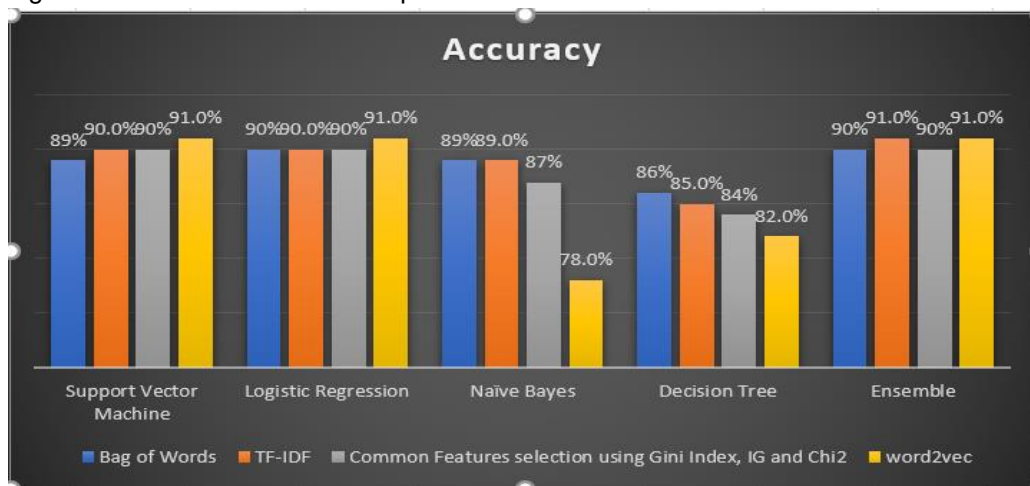 Accuracy
89% 90.0% 90% 91.0%
90% 90.0% 90% 91.0%
89% 89.0% 87% 78.0%
86% 85.0% 84% 82.0%
90% 91.0% 90% 91.0%
Support Vector
Machine
Logistic Regression
Naïve Bayes
Decision Tree
Ensemble
Bag of Words
TF-IDF
Common Features selection using Gini Index, IG and Chi2
word2vec